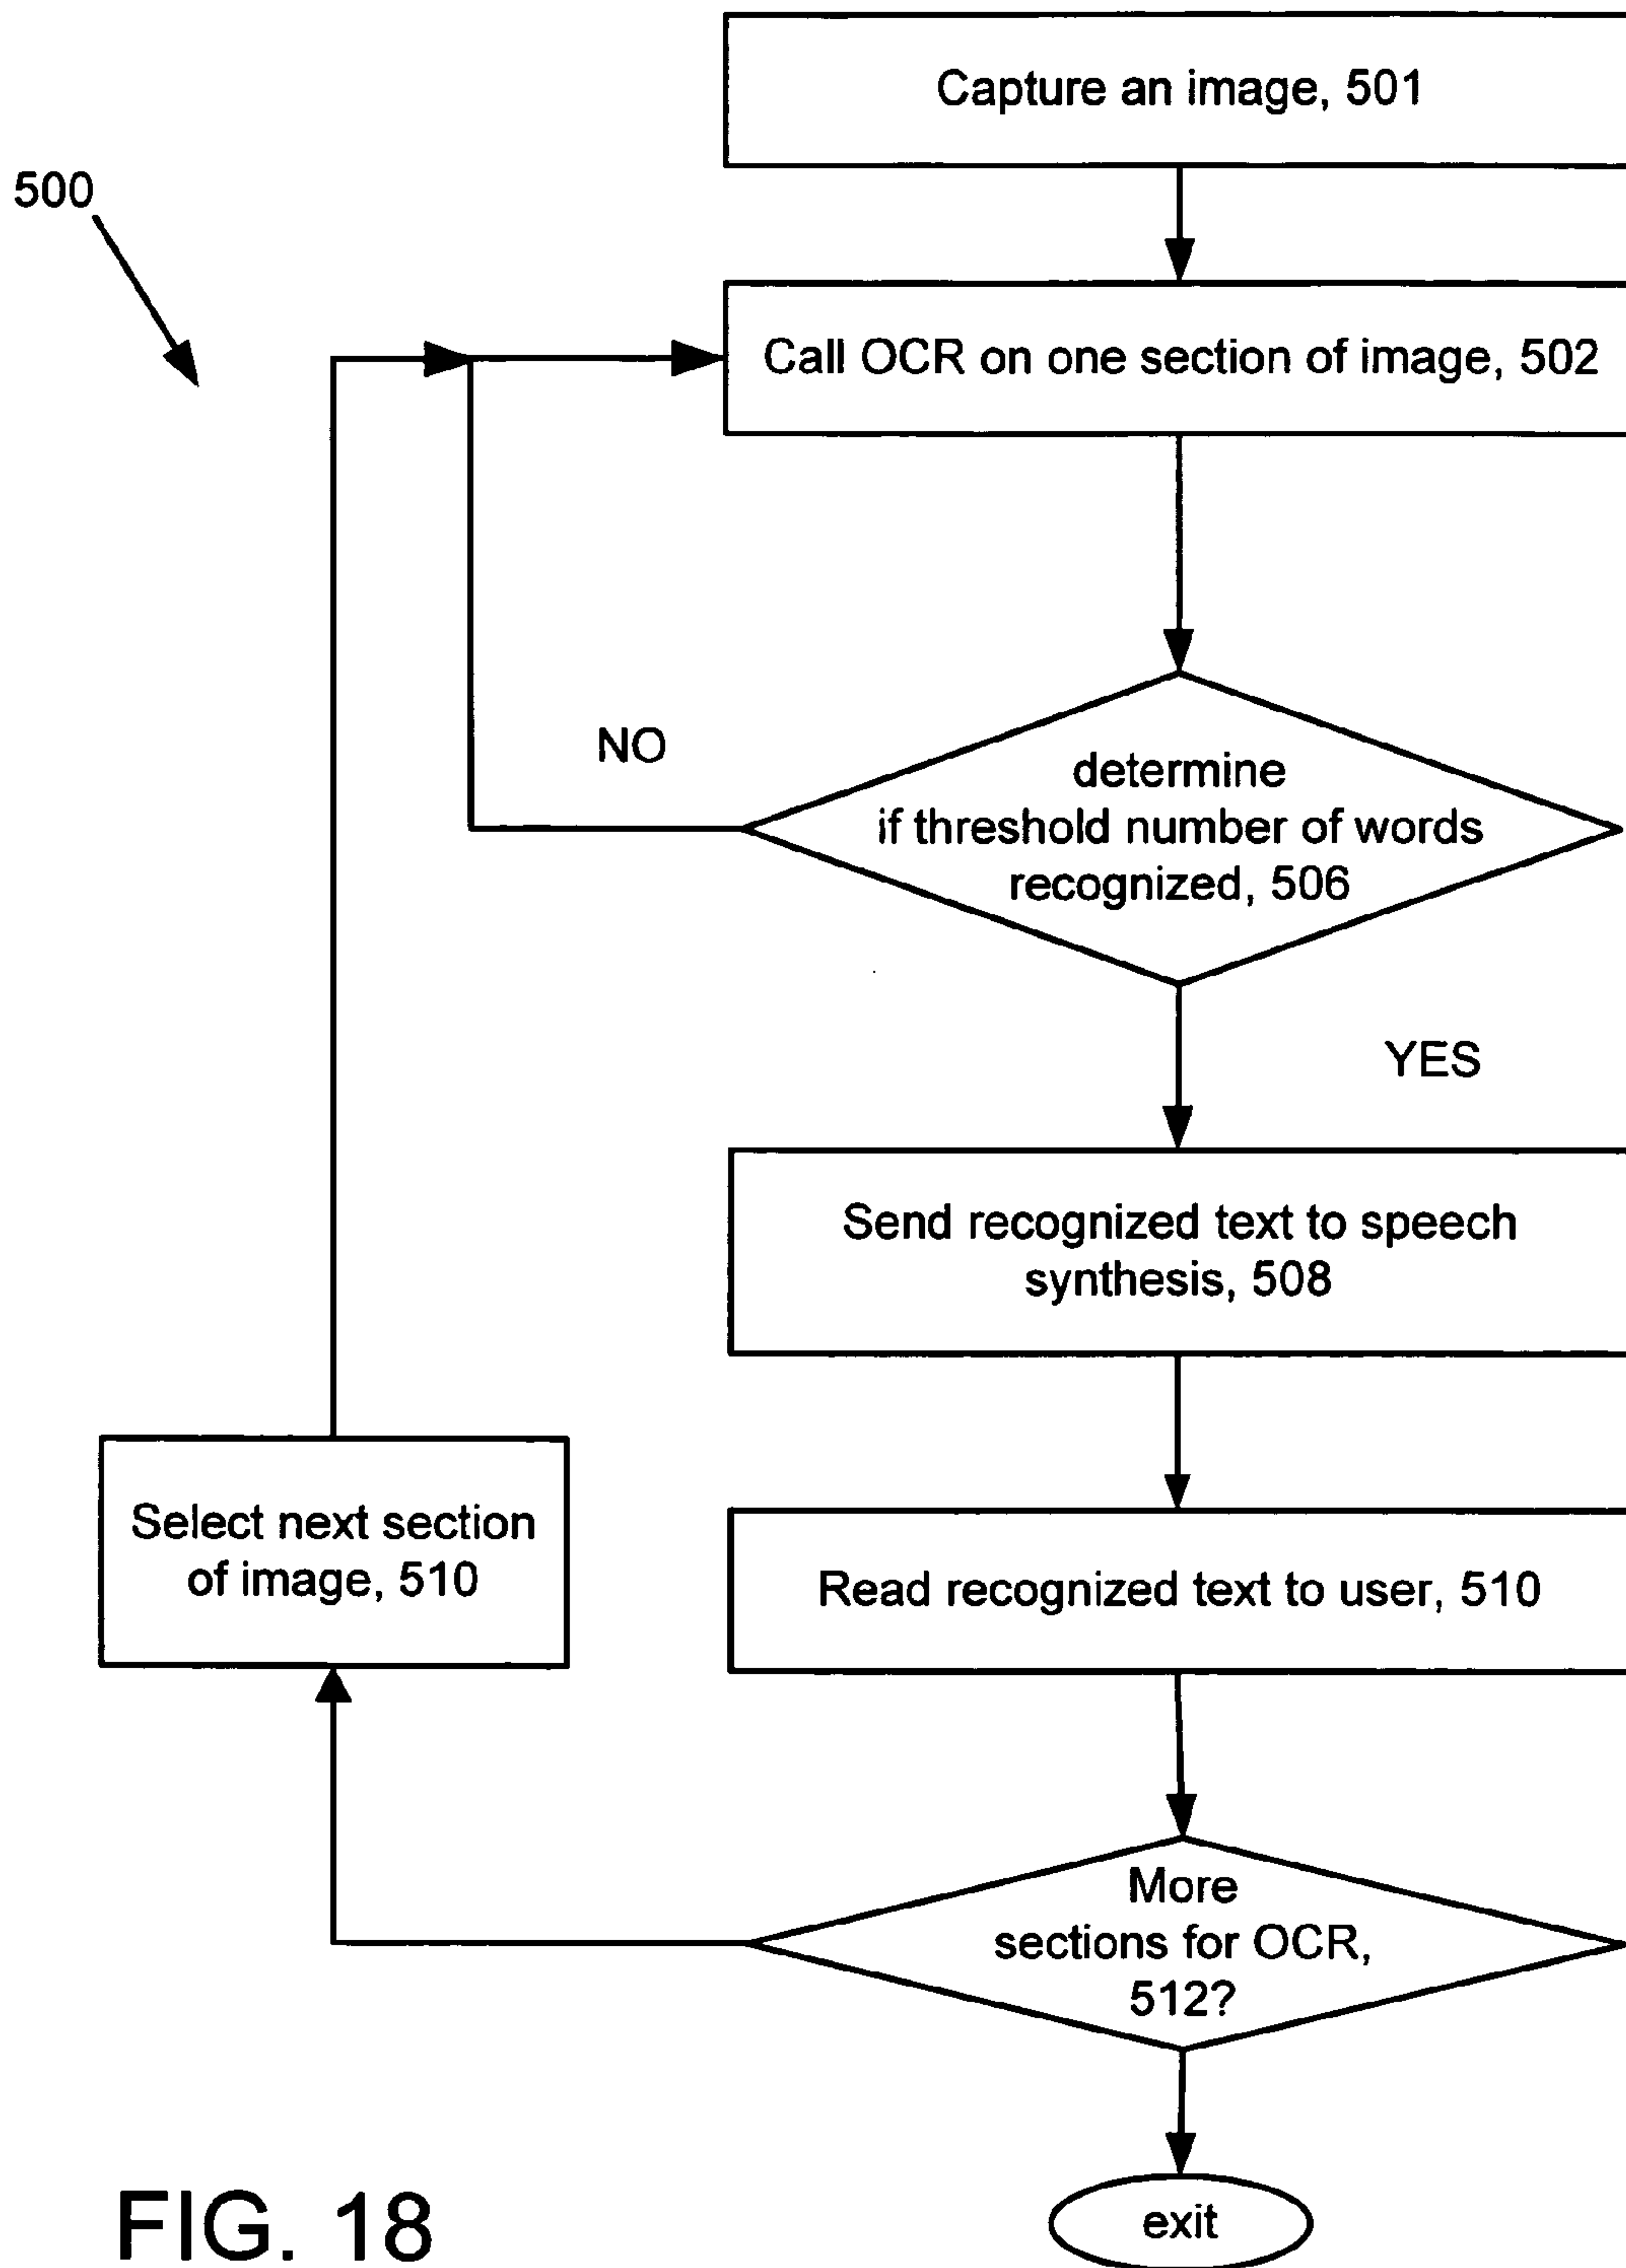 Capture an image, 501
500
Call OCR on one section of image, 502
NO
determine
if threshold number of words
recognized, 506
YES
Send recognized text to speech
synthesis, 508
Select next section
of image, 510
Read recognized text to user, 510
More
sections for OCR,
512?
exit
FIG. 18